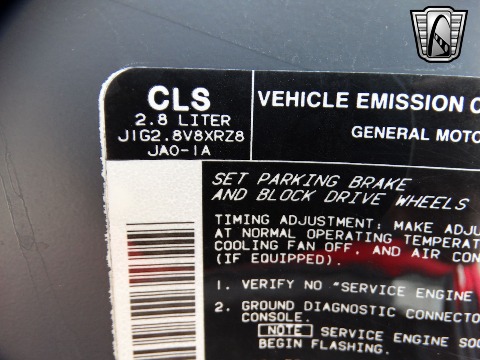 CLS
2.8 LITER
J1G2.8V8XRZ8
JA0-1A
VEHICLE EMISSION C
GENERAL MOTO
SET PARKING BRAKE
AND BLOCK DRIVE WHEELS
TIMING ADJUSTMENT: MAKE ADJU
AT NORMAL OPERATING TEMPERAT
COOLING FAN OFF, AND AIR CON
(IF EQUIPPED).
1. VERIFY NO "SERVICE ENGINE
2. GROUND DIAGNOSTIC CONNECTO
CONSOLE.
NOTE SERVICE ENGINE SOO
BEGIN FLASHING.